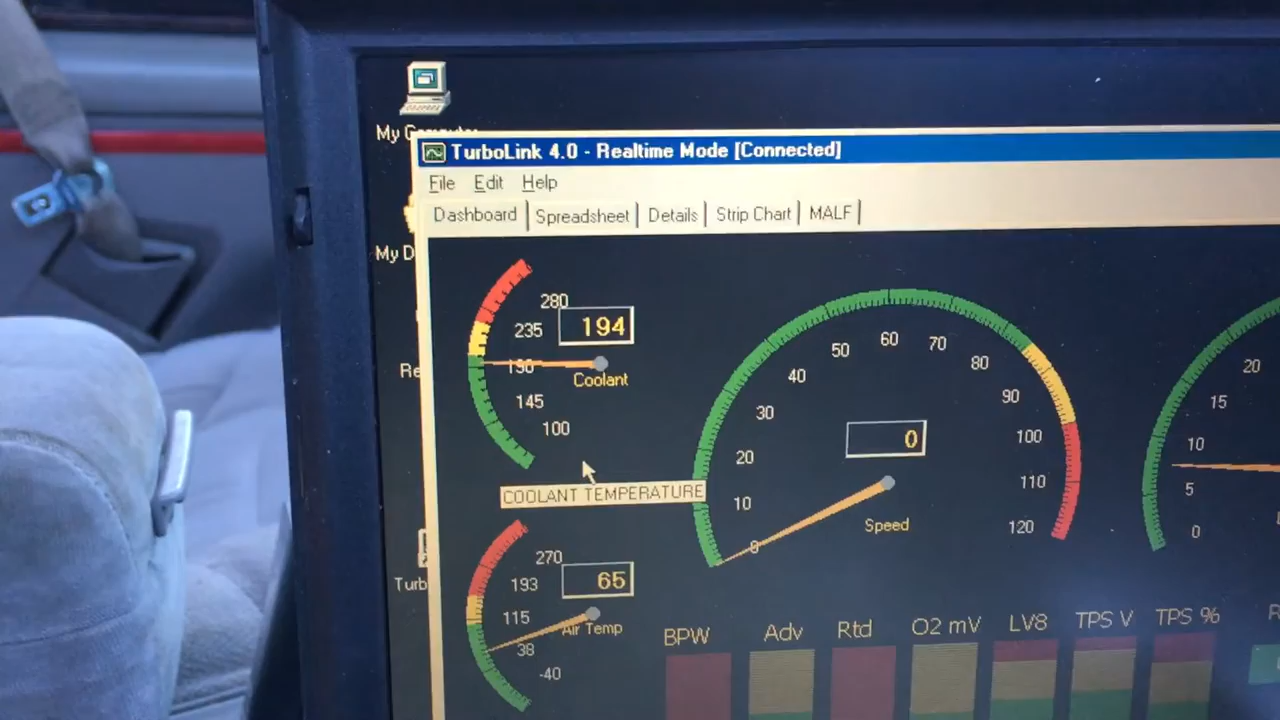 My Computer
TurboLink 4.0 - Realtime Mode [Connected]
File Edit Help
Dashboard Spreadsheet Details Strip Chart MALF
My D
280
235
190
145
100
194
Coolant
Re
COOLANT TEMPERATURE
0
10
20
30
40
50
60
70
80
90
100
110
120
0
Speed
20
15
10
5
0
270
193
115
38
-40
65
Air Temp
Turb
BPW Adv Rtd O2 mV LV8 TPS V TPS %